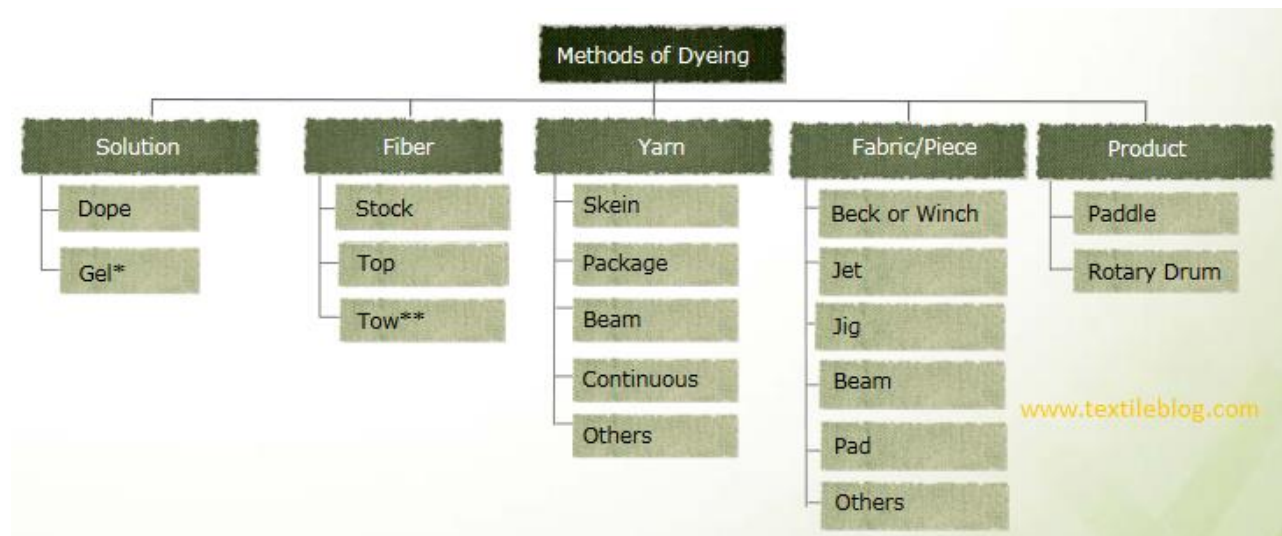 Methods of Dyeing
Solution
Dope
Gel*
Fiber
Stock
Top
Tow**
Yarn
Skein
Package
Beam
Continuous
Others
Fabric/Piece
Beck or Winch
Jet
Jig
Beam
Pad
Others
Product
Paddle
Rotary Drum
www.textileblog.com